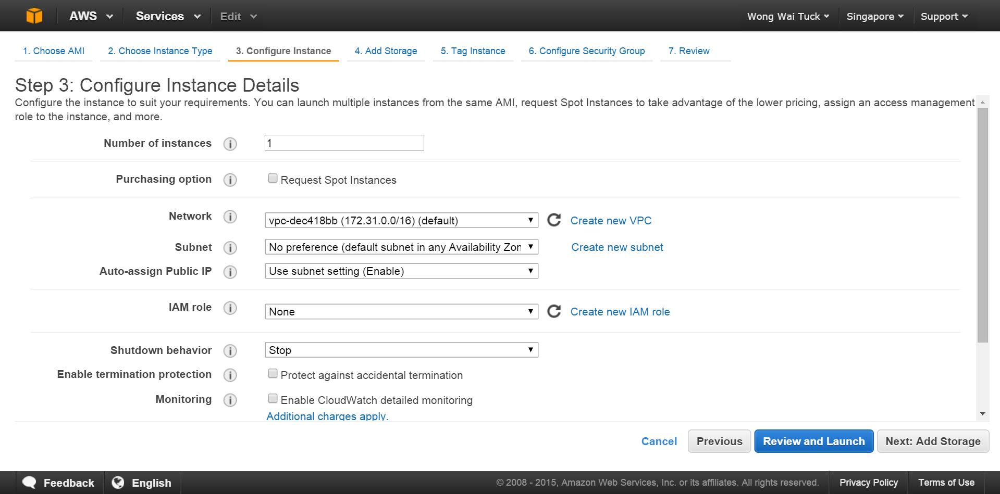 AWS Services Edit Wong Wai Tuck Singapore Support
1. Choose AMI 2. Choose Instance Type 3. Configure Instance 4. Add Storage 5. Tag Instance 6. Configure Security Group 7. Review
Step 3: Configure Instance Details
Configure the instance to suit your requirements. You can launch multiple instances from the same AMI, request Spot Instances to take advantage of the lower pricing, assign an access management
role to the instance, and more.
Number of instances 1
Purchasing option Request Spot Instances
Network vpc-dec418bb (172.31.0.0/16) (default) Create new VPC
Subnet No preference (default subnet in any Availability Zon Create new subnet
Auto-assign Public IP Use subnet setting (Enable)
IAM role None Create new IAM role
Shutdown behavior Stop
Enable termination protection Protect against accidental termination
Monitoring Enable CloudWatch detailed monitoring
Additional charges apply.
Cancel Previous Review and Launch Next: Add Storage
Feedback English © 2008 - 2015, Amazon Web Services, Inc. or its affiliates. All rights reserved. Privacy Policy Terms of Use